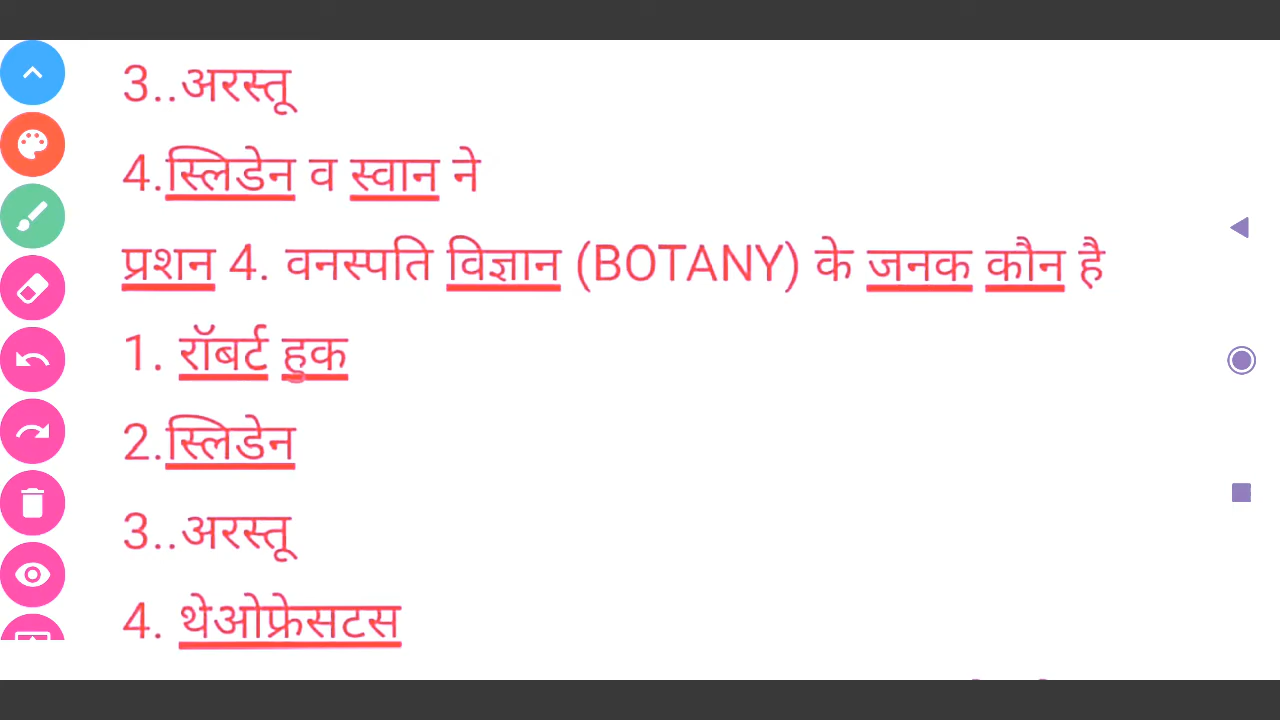 3..अरस्तू
4.स्लिडेन व स्वान ने
प्रशन 4. वनस्पति विज्ञान (BOTANY) के जनक कौन है
1. रॉबर्ट हुक
2.स्लिडेन
3..अरस्तू
4. थेओफ्रेसटस